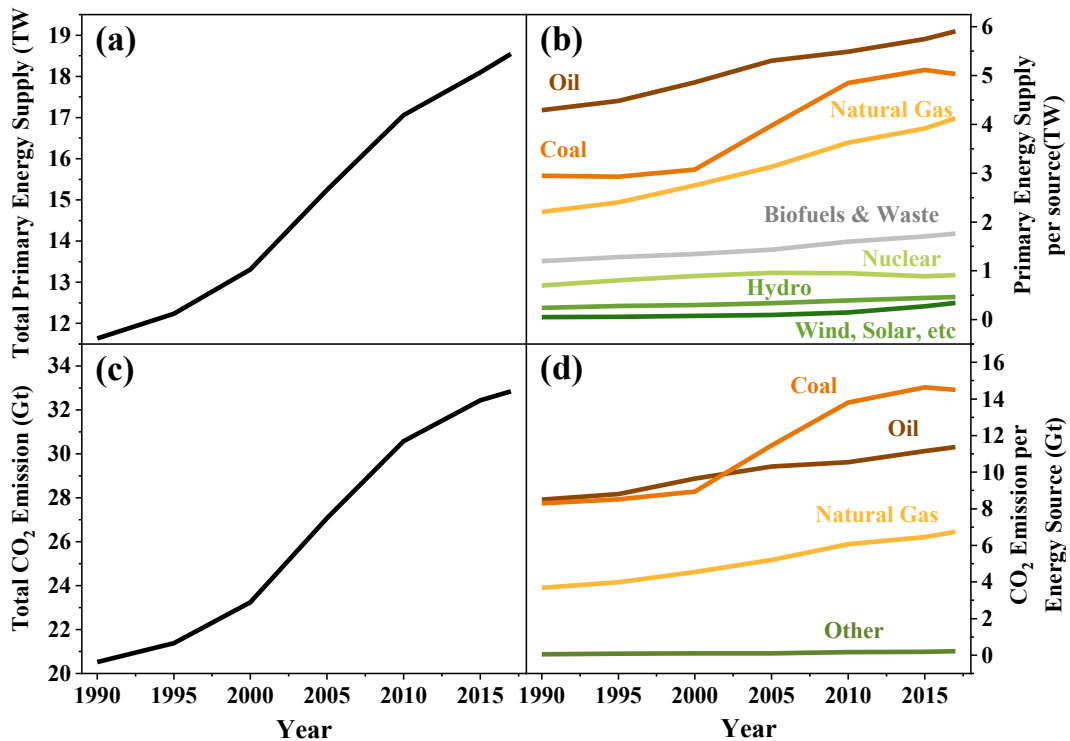 (a)
Total Primary Energy Supply (TW
19
18
17
16
15
14
13
12
(b)
Oil
Coal
Natural Gas
Biofuels & Waste
Nuclear
Hydro
Wind, Solar, etc
6
5
4
3
2
1
0
Primary Energy Supply
per source(TW)
(c)
Total CO₂ Emission (Gt)
34
32
30
28
26
24
22
20
1990 1995 2000 2005 2010 2015
Year
(d)
Coal
Oil
Natural Gas
Other
16
14
12
10
8
6
4
2
0
CO₂ Emission per
Energy Source (Gt)
1990 1995 2000 2005 2010 2015
Year